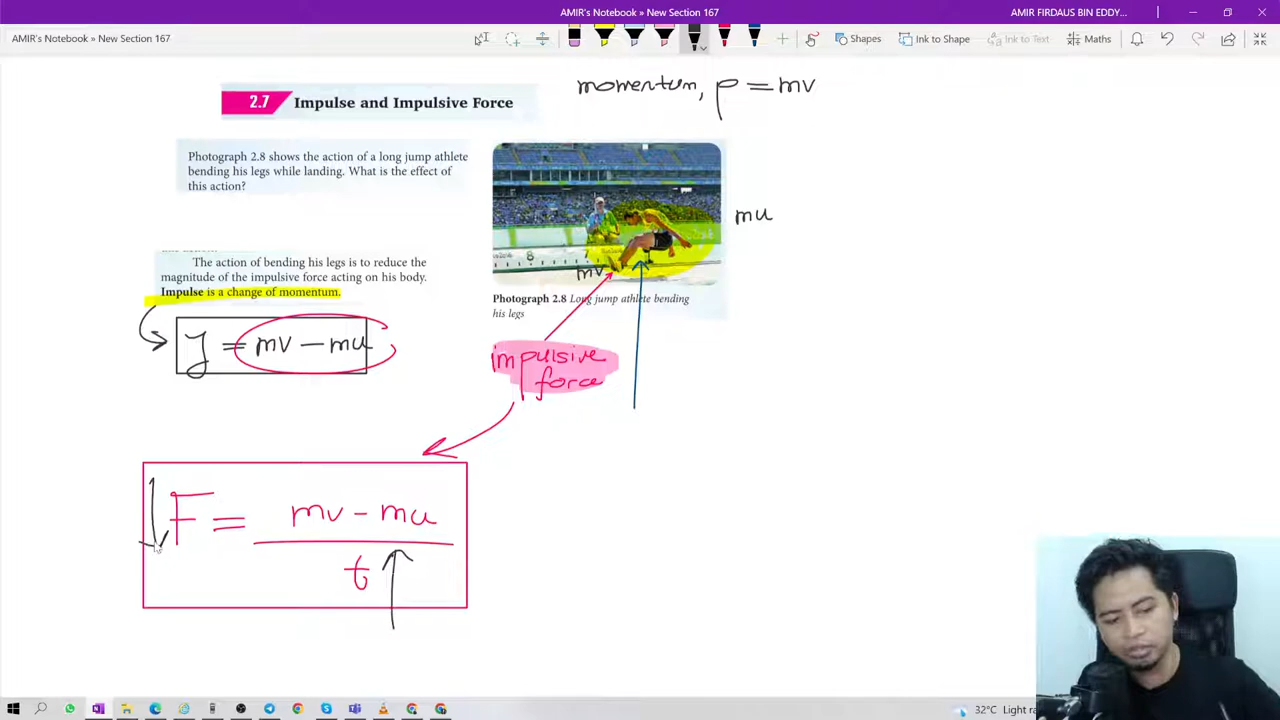 AMIR's Notebook » New Section 167
AMIR FIRDAUS BIN EDDY...
AMIR's Notebook » New Section 167
Shapes
Ink to Shape
Ink to Text
Maths
momentum, p = mv
2.7 Impulse and Impulsive Force
Photograph 2.8 shows the action of a long jump athlete
bending his legs while landing. What is the effect of
this action?
mu
mv
The action of bending his legs is to reduce the
magnitude of the impulsive force acting on his body.
Impulse is a change of momentum.
Photograph 2.8 Long jump athlete bending
his legs
J = mv – mu
impulsive
force
F = mv – mu
t
32°C Light ra